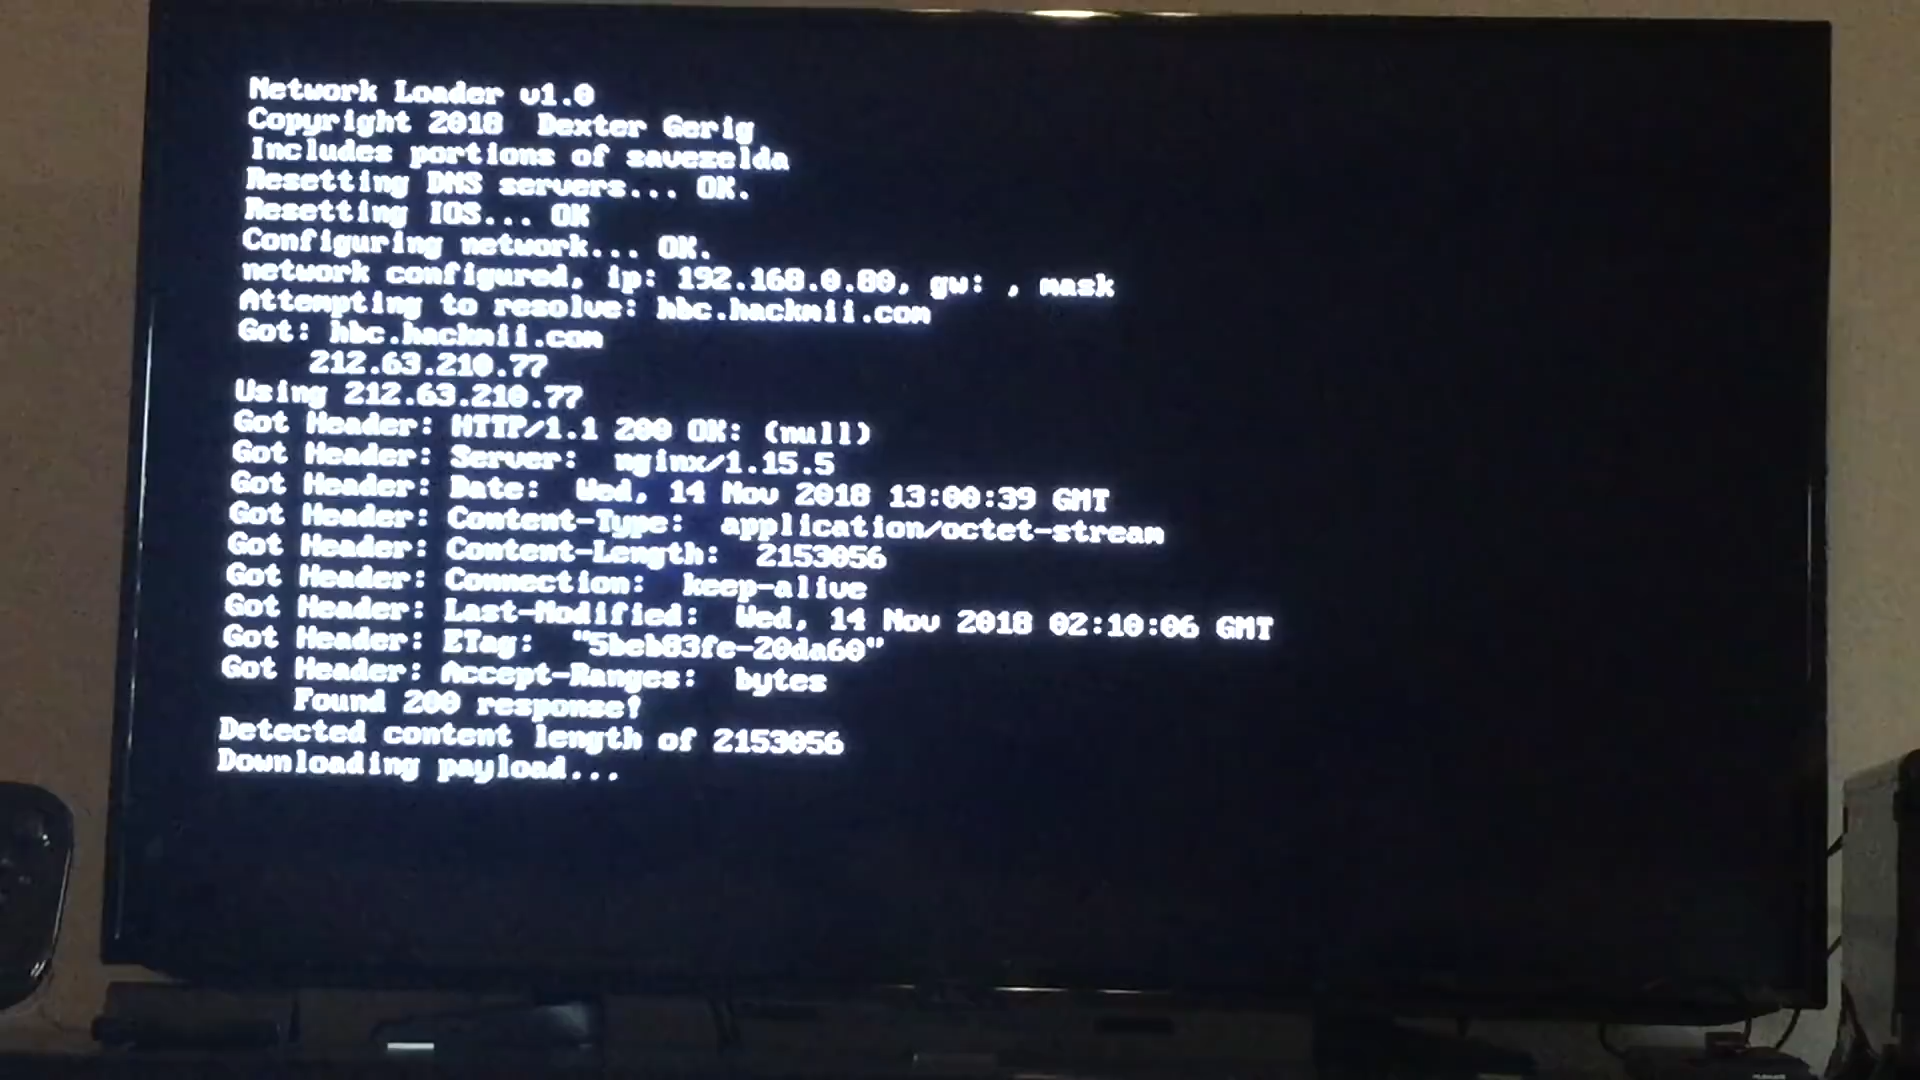 Network Loader v1.0
Copyright 2018  Dexter Gerig
Includes portions of savezelda
Resetting DNS servers... OK.
Resetting IOS... OK
Configuring network... OK.
network configured, ip: 192.168.0.80, gw: , mask
Attempting to resolve: hbc.hackmii.com
Got: hbc.hackmii.com
212.63.210.77
Using 212.63.210.77
Got Header: HTTP/1.1 200 OK: (null)
Got Header: Server:  nginx/1.15.5
Got Header: Date:  Wed, 14 Nov 2018 13:00:39 GMT
Got Header: Content-Type:  application/octet-stream
Got Header: Content-Length:  2153056
Got Header: Connection:  keep-alive
Got Header: Last-Modified:  Wed, 14 Nov 2018 02:10:06 GMT
Got Header: ETag:  "5beb83fe-20da60"
Got Header: Accept-Ranges:  bytes
Found 200 response!
Detected content length of 2153056
Downloading payload...